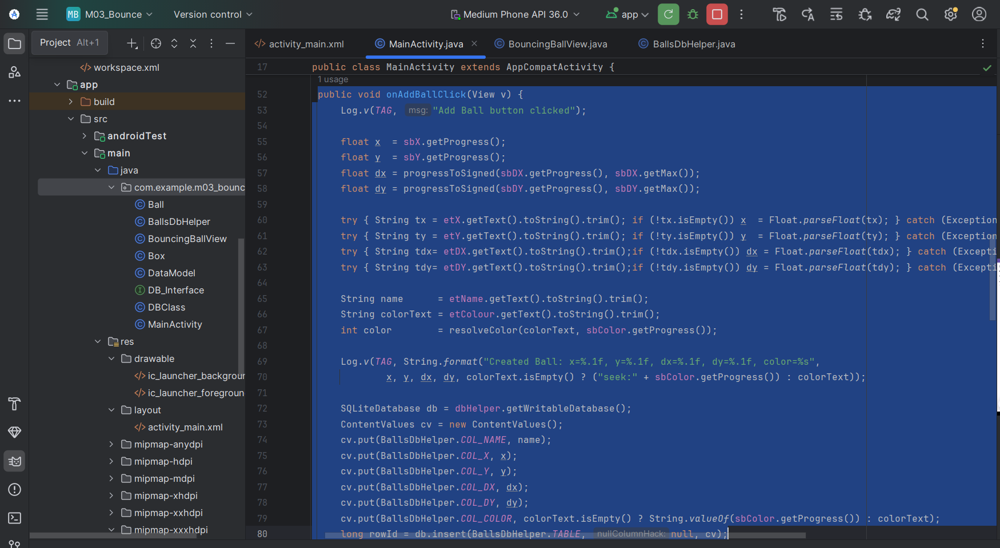 MB M03_Bounce Version control Medium Phone API 36.0 app
Project Alt+1
activity_main.xml MainActivity.java BouncingBallView.java BallsDbHelper.java
workspace.xml
app
build
src
androidTest
main
java
com.example.m03_bounc
Ball
BallsDbHelper
BouncingBallView
Box
DataModel
DB_Interface
DBClass
MainActivity
res
drawable
ic_launcher_backgroun
ic_launcher_foregroun
layout
activity_main.xml
mipmap-anydpi
mipmap-hdpi
mipmap-mdpi
mipmap-xhdpi
mipmap-xxhdpi
mipmap-xxxhdpi
17 public class MainActivity extends AppCompatActivity {
1 usage
52 public void onAddBallClick(View v) {
53 Log.v(TAG, msg: "Add Ball button clicked");
54
55 float x  = sbX.getProgress();
56 float y  = sbY.getProgress();
57 float dx = progressToSigned(sbDX.getProgress(), sbDX.getMax());
58 float dy = progressToSigned(sbDY.getProgress(), sbDY.getMax());
59
60 try { String tx = etX.getText().toString().trim(); if (!tx.isEmpty()) x  = Float.parseFloat(tx); } catch (Exception
61 try { String ty = etY.getText().toString().trim(); if (!ty.isEmpty()) y  = Float.parseFloat(ty); } catch (Exception
62 try { String tdx= etDX.getText().toString().trim();if (!tdx.isEmpty()) dx = Float.parseFloat(tdx); } catch (Excepti
63 try { String tdy= etDY.getText().toString().trim();if (!tdy.isEmpty()) dy = Float.parseFloat(tdy); } catch (Excepti
64
65 String name      = etName.getText().toString().trim();
66 String colorText = etColour.getText().toString().trim();
67 int color        = resolveColor(colorText, sbColor.getProgress());
68
69 Log.v(TAG, String.format("Created Ball: x=%.1f, y=%.1f, dx=%.1f, dy=%.1f, color=%s",
70 x, y, dx, dy, colorText.isEmpty() ? ("seek:" + sbColor.getProgress()) : colorText));
71
72 SQLiteDatabase db = dbHelper.getWritableDatabase();
73 ContentValues cv = new ContentValues();
74 cv.put(BallsDbHelper.COL_NAME, name);
75 cv.put(BallsDbHelper.COL_X, x);
76 cv.put(BallsDbHelper.COL_Y, y);
77 cv.put(BallsDbHelper.COL_DX, dx);
78 cv.put(BallsDbHelper.COL_DY, dy);
79 cv.put(BallsDbHelper.COL_COLOR, colorText.isEmpty() ? String.valueOf(sbColor.getProgress()) : colorText);
80 long rowId = db.insert(BallsDbHelper.TABLE, nullColumnHack: null, cv);